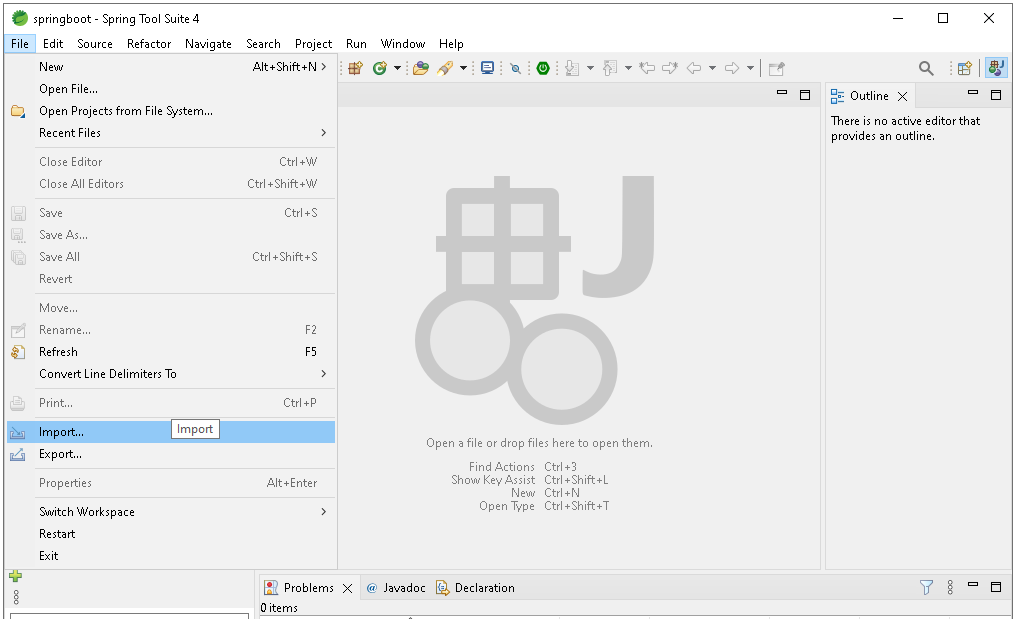 springboot - Spring Tool Suite 4
File Edit Source Refactor Navigate Search Project Run Window Help
New Alt+Shift+N
Open File...
Open Projects from File System...
Recent Files
Close Editor Ctrl+W
Close All Editors Ctrl+Shift+W
Save Ctrl+S
Save As...
Save All Ctrl+Shift+S
Revert
Move...
Rename... F2
Refresh F5
Convert Line Delimiters To
Print... Ctrl+P
Import... Import
Export...
Properties Alt+Enter
Switch Workspace
Restart
Exit
Open a file or drop files here to open them.
Find Actions Ctrl+3
Show Key Assist Ctrl+Shift+L
New Ctrl+N
Open Type Ctrl+Shift+T
Outline
There is no active editor that
provides an outline.
Problems Javadoc Declaration
0 items